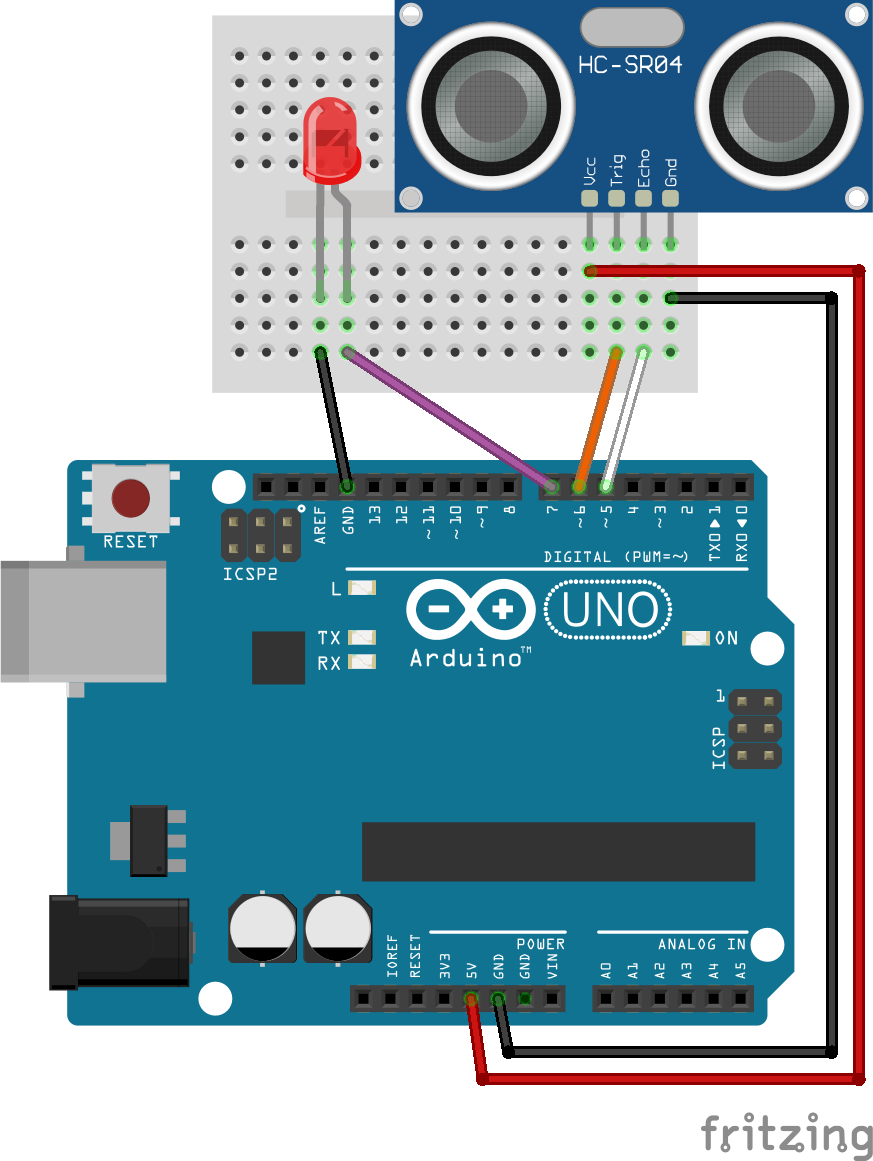 HC-SR04
Vcc
Trig
Echo
Gnd
RESET
ICSP2
AREF
GND
13
12
~11
~10
~9
8
7
~6
~5
4
~3
2
TX0▶1
RX0◀0
DIGITAL (PWM=~)
L
TX
RX
Arduino™
UNO
ON
1
ICSP
IOREF
RESET
3V3
5V
GND
GND
VIN
POWER
ANALOG IN
A0
A1
A2
A3
A4
A5
fritzing